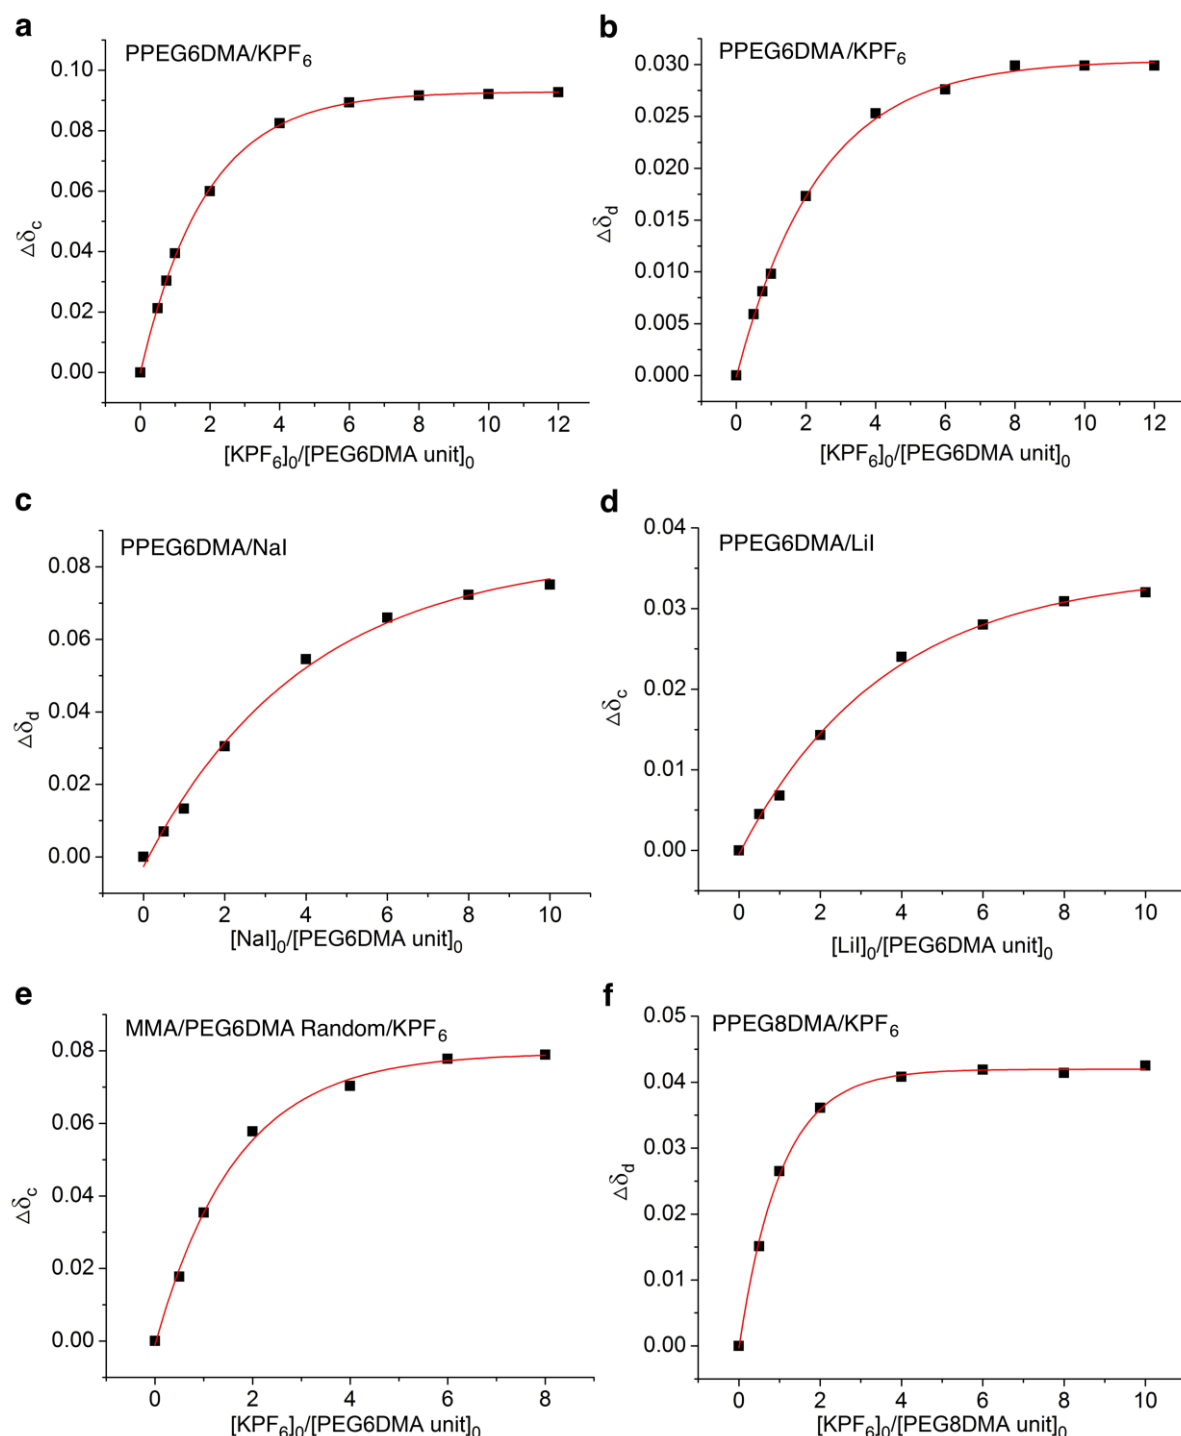 a
PPEG6DMA/KPF6
0.10
0.08
0.06
0.04
0.02
0.00
Δδc
0 2 4 6 8 10 12
[KPF6]0/[PEG6DMA unit]0
b
PPEG6DMA/KPF6
0.030
0.025
0.020
0.015
0.010
0.005
0.000
Δδd
0 2 4 6 8 10 12
[KPF6]0/[PEG6DMA unit]0
c
PPEG6DMA/NaI
0.08
0.06
0.04
0.02
0.00
Δδd
0 2 4 6 8 10
[NaI]0/[PEG6DMA unit]0
d
PPEG6DMA/LiI
0.04
0.03
0.02
0.01
0.00
Δδc
0 2 4 6 8 10
[LiI]0/[PEG6DMA unit]0
e
MMA/PEG6DMA Random/KPF6
0.08
0.06
0.04
0.02
0.00
Δδc
0 2 4 6 8
[KPF6]0/[PEG6DMA unit]0
f
PPEG8DMA/KPF6
0.05
0.04
0.03
0.02
0.01
0.00
Δδd
0 2 4 6 8 10
[KPF6]0/[PEG8DMA unit]0